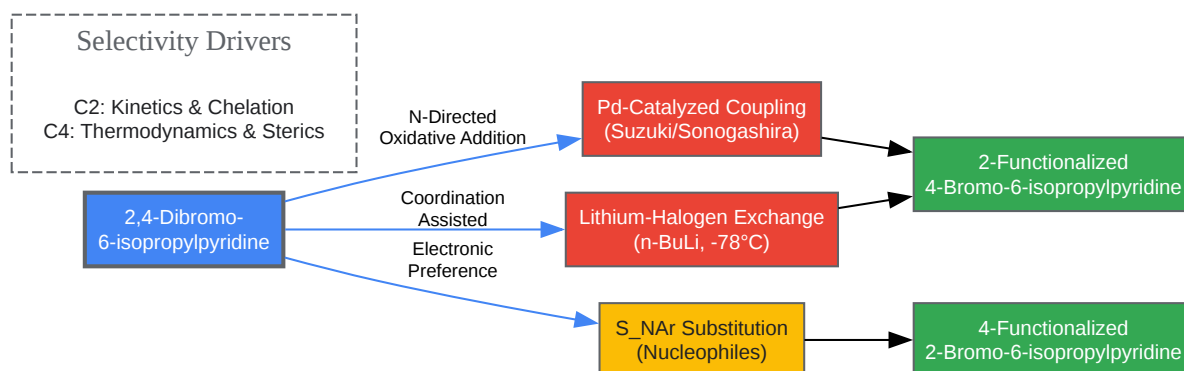 Selectivity Drivers
C2: Kinetics & Chelation
C4: Thermodynamics & Sterics
2,4-Dibromo-
6-isopropylpyridine
N-Directed
Oxidative Addition
Coordination
Assisted
Electronic
Preference
Pd-Catalyzed Coupling
(Suzuki/Sonogashira)
Lithium-Halogen Exchange
(n-BuLi, -78°C)
S_NAr Substitution
(Nucleophiles)
2-Functionalized
4-Bromo-6-isopropylpyridine
4-Functionalized
2-Bromo-6-isopropylpyridine